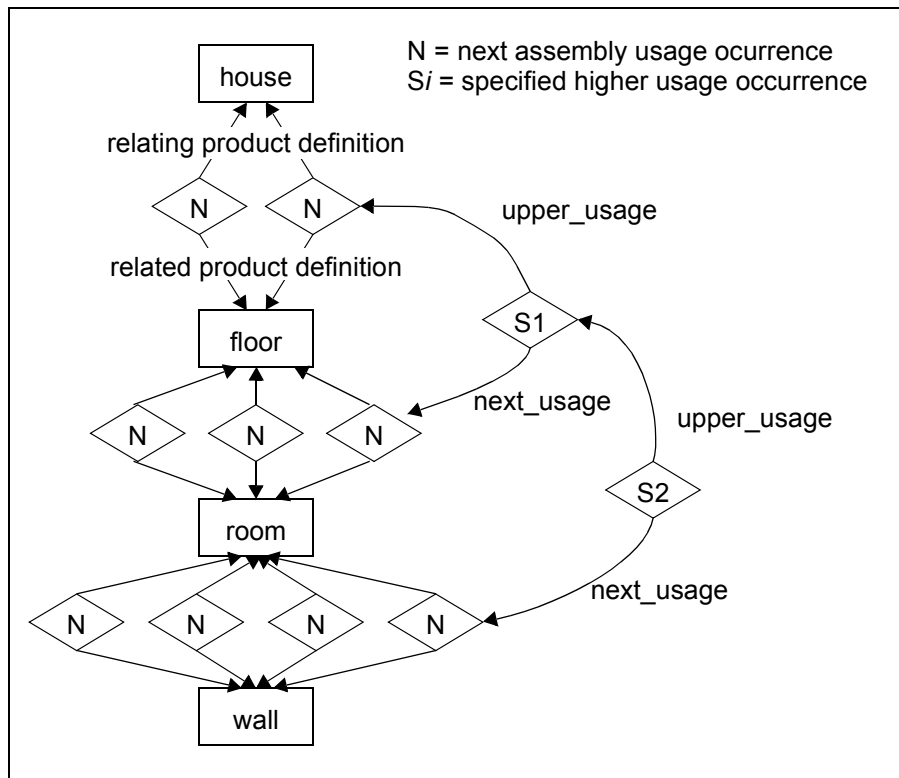 N = next assembly usage ocurrence
Si = specified higher usage occurrence
house
relating product definition
N
N
upper_usage
related product definition
S1
floor
next_usage
upper_usage
N
N
N
S2
room
next_usage
N
N
N
N
wall